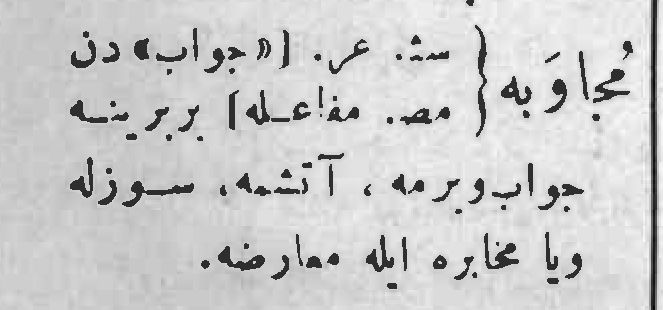 مُجاوَبه { سث. عر. [«جواب» دن
مص. مفاعله] بربرینه
جواب ویرمه ، آتشمه، سوزله
ویا مخابره ایله معارضه.